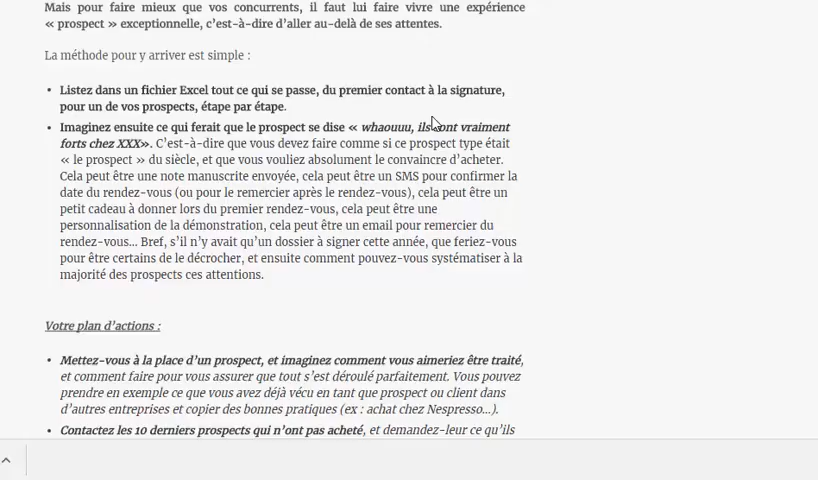 Mais pour faire mieux que vos concurrents, il faut lui faire vivre une expérience
« prospect » exceptionnelle, c'est-à-dire d'aller au-delà de ses attentes.
La méthode pour y arriver est simple :
• Listez dans un fichier Excel tout ce qui se passe, du premier contact à la signature,
pour un de vos prospects, étape par étape.
• Imaginez ensuite ce qui ferait que le prospect se dise « whaouuu, ils sont vraiment
forts chez XXX». C'est-à-dire que vous devez faire comme si ce prospect type était
« le prospect » du siècle, et que vous vouliez absolument le convaincre d'acheter.
Cela peut être une note manuscrite envoyée, cela peut être un SMS pour confirmer la
date du rendez-vous (ou pour le remercier après le rendez-vous), cela peut être un
petit cadeau à donner lors du premier rendez-vous, cela peut être une
personnalisation de la démonstration, cela peut être un email pour remercier du
rendez-vous… Bref, s'il n'y avait qu'un dossier à signer cette année, que feriez-vous
pour être certains de le décrocher, et ensuite comment pouvez-vous systématiser à la
majorité des prospects ces attentions.
Votre plan d'actions :
• Mettez-vous à la place d'un prospect, et imaginez comment vous aimeriez être traité,
et comment faire pour vous assurer que tout s'est déroulé parfaitement. Vous pouvez
prendre en exemple ce que vous avez déjà vécu en tant que prospect ou client dans
d'autres entreprises et copier des bonnes pratiques (ex : achat chez Nespresso…).
• Contactez les 10 derniers prospects qui n'ont pas acheté, et demandez-leur ce qu'ils